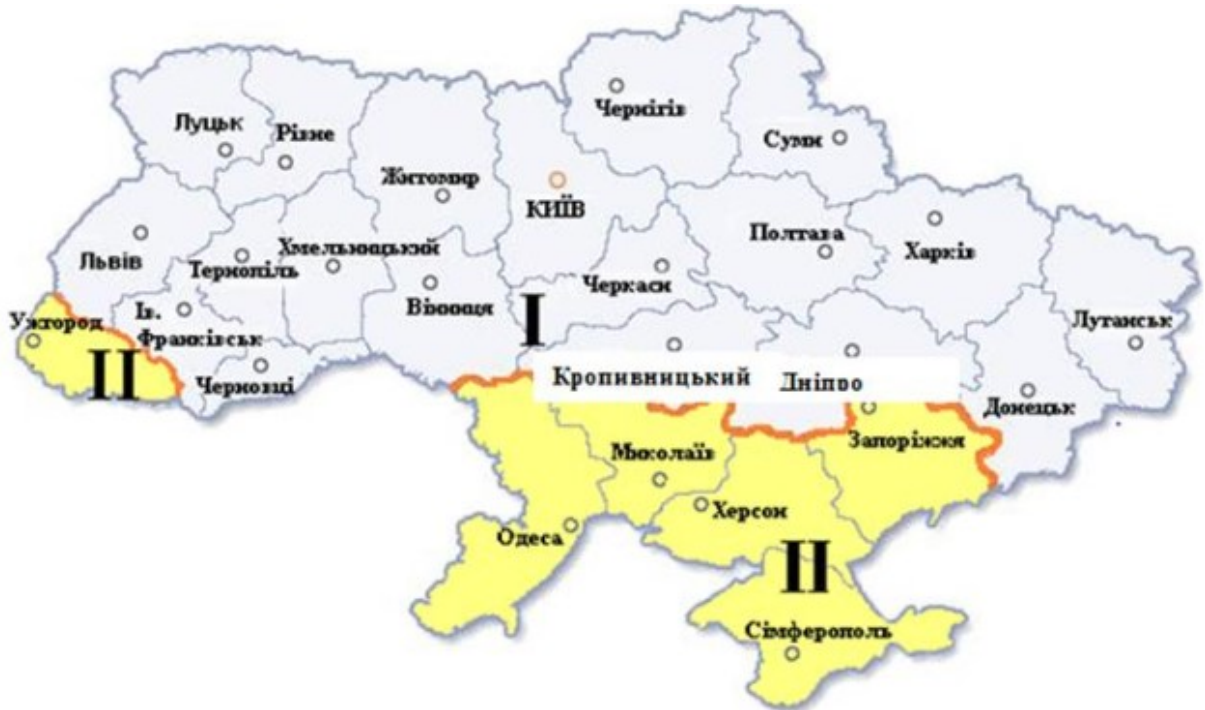 Чернігів
Суми
Луцьк
Рівне
Житомир
КИЇВ
Полтава
Харків
Львів
Тернопіль
Хмельницький
Вінниця
Черкаси
I
Ів.
Франківськ
Ужгород
II
Чернівці
Луганськ
Кропивницький
Дніпро
Донецьк
Запоріжжя
Миколаїв
Херсон
Одеса
II
Сімферополь